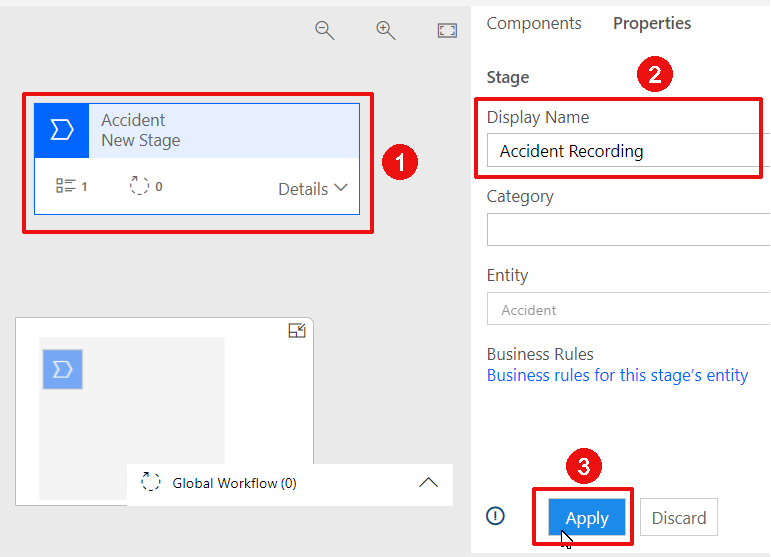 Components Properties
Stage
2
Display Name
Accident Recording
Accident
New Stage
1
1 0 Details
Category
Entity
Accident
Business Rules
Business rules for this stage's entity
Global Workflow (0)
3
Apply Discard